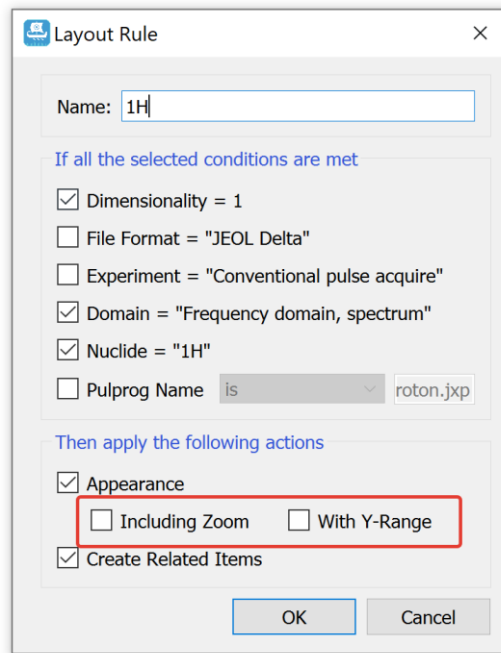 Layout Rule
Name: 1H
If all the selected conditions are met
Dimensionality = 1
File Format = "JEOL Delta"
Experiment = "Conventional pulse acquire"
Domain = "Frequency domain, spectrum"
Nuclide = "1H"
Pulprog Name is roton.jxp
Then apply the following actions
Appearance
Including Zoom With Y-Range
Create Related Items
OK Cancel